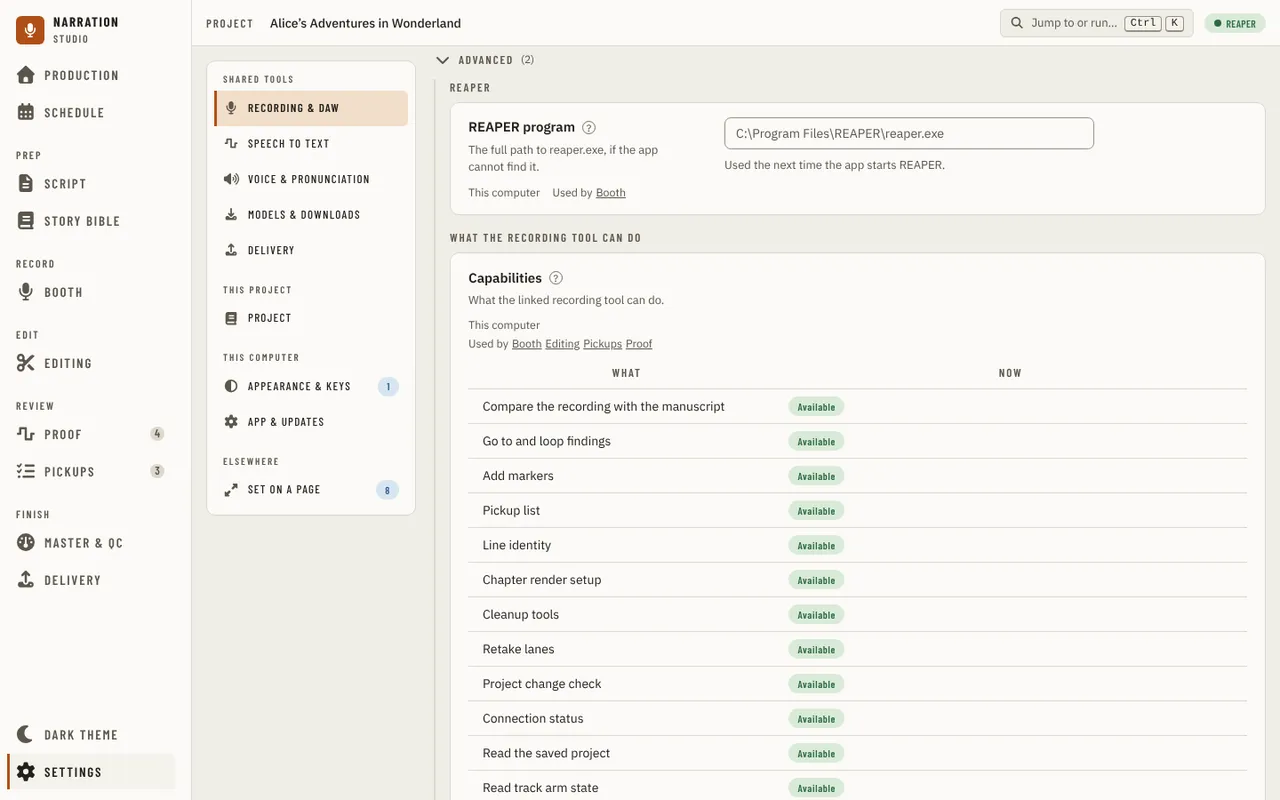 NARRATION
STUDIO
PRODUCTION
SCHEDULE
PREP
SCRIPT
STORY BIBLE
RECORD
BOOTH
EDIT
EDITING
REVIEW
PROOF 4
PICKUPS 3
FINISH
MASTER & QC
DELIVERY
DARK THEME
SETTINGS
PROJECT Alice's Adventures in Wonderland
Jump to or run... Ctrl K
REAPER
SHARED TOOLS
RECORDING & DAW
SPEECH TO TEXT
VOICE & PRONUNCIATION
MODELS & DOWNLOADS
DELIVERY
THIS PROJECT
PROJECT
THIS COMPUTER
APPEARANCE & KEYS 1
APP & UPDATES
ELSEWHERE
SET ON A PAGE 8
ADVANCED (2)
REAPER
REAPER program ?
The full path to reaper.exe, if the app
cannot find it.
This computer Used by Booth
C:\Program Files\REAPER\reaper.exe
Used the next time the app starts REAPER.
WHAT THE RECORDING TOOL CAN DO
Capabilities ?
What the linked recording tool can do.
This computer
Used by Booth Editing Pickups Proof
WHAT NOW
Compare the recording with the manuscript Available
Go to and loop findings Available
Add markers Available
Pickup list Available
Line identity Available
Chapter render setup Available
Cleanup tools Available
Retake lanes Available
Project change check Available
Connection status Available
Read the saved project Available
Read track arm state Available